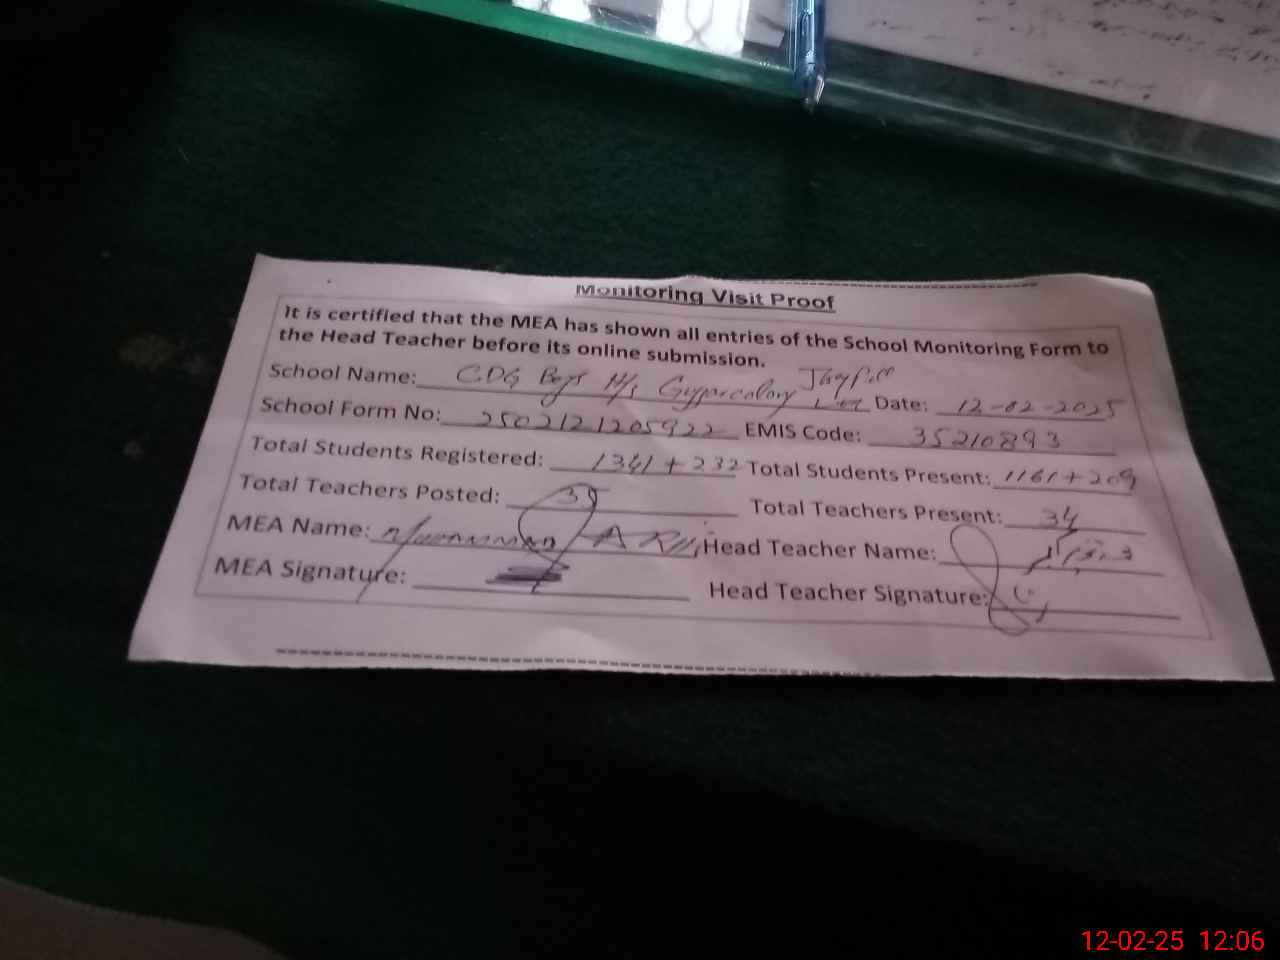 Monitoring Visit Proof
It is certified that the MEA has shown all entries of the School Monitoring Form to
the Head Teacher before its online submission.
School Name: CDG Boys H/s Date: 12-02-2025
School Form No: 2502121205922 EMIS Code: 35210893
Total Students Registered: 1341+232 Total Students Present: 1161+209
Total Teachers Posted: 35 Total Teachers Present: 34
MEA Name: Muhammad Head Teacher Name:
MEA Signature: Head Teacher Signature:
12-02-25 12:06